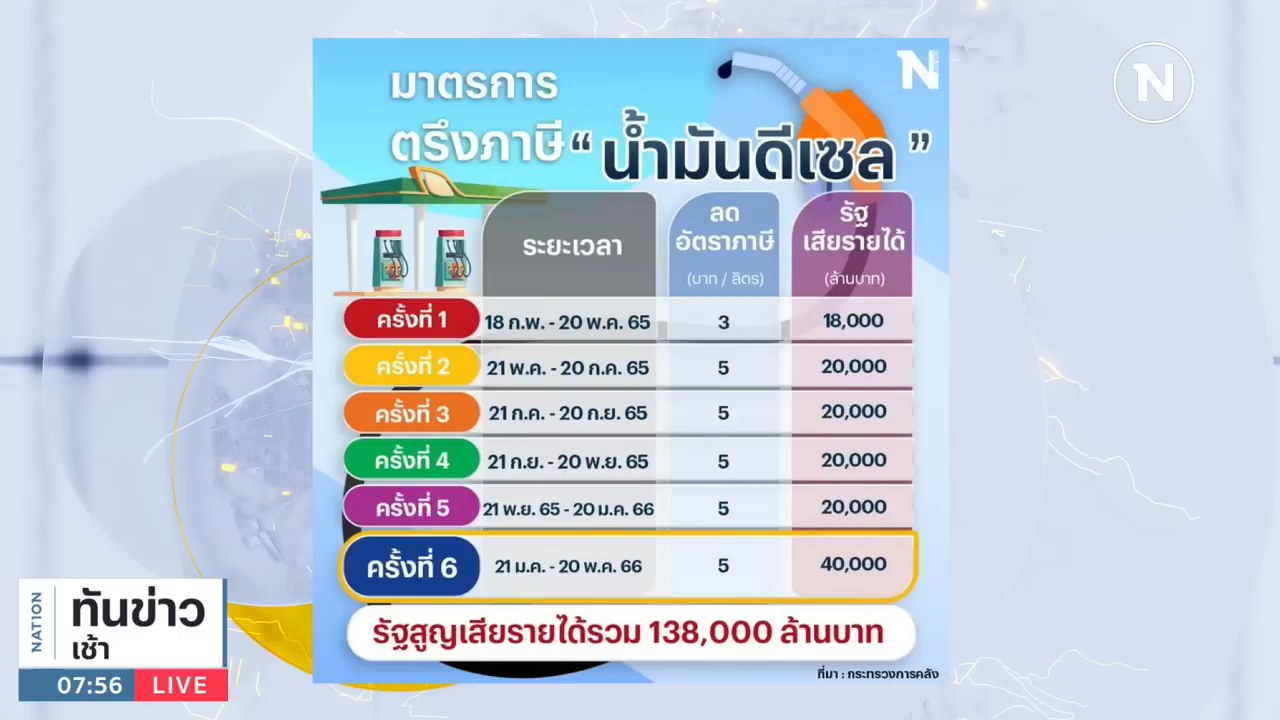 มาตรการ
ตรึงภาษี “ น้ำมันดีเซล ”
ระยะเวลา
ลด
อัตราภาษี
(บาท / ลิตร)
รัฐ
เสียรายได้
(ล้านบาท)
ครั้งที่ 1 18 ก.พ. - 20 พ.ค. 65 3 18,000
ครั้งที่ 2 21 พ.ค. - 20 ก.ค. 65 5 20,000
ครั้งที่ 3 21 ก.ค. - 20 ก.ย. 65 5 20,000
ครั้งที่ 4 21 ก.ย. - 20 พ.ย. 65 5 20,000
ครั้งที่ 5 21 พ.ย. 65 - 20 ม.ค. 66 5 20,000
ครั้งที่ 6 21 ม.ค. - 20 พ.ค. 66 5 40,000
รัฐสูญเสียรายได้รวม 138,000 ล้านบาท
ที่มา : กระทรวงการคลัง
N
N
NATION
ทันข่าว
เช้า
07:56 LIVE